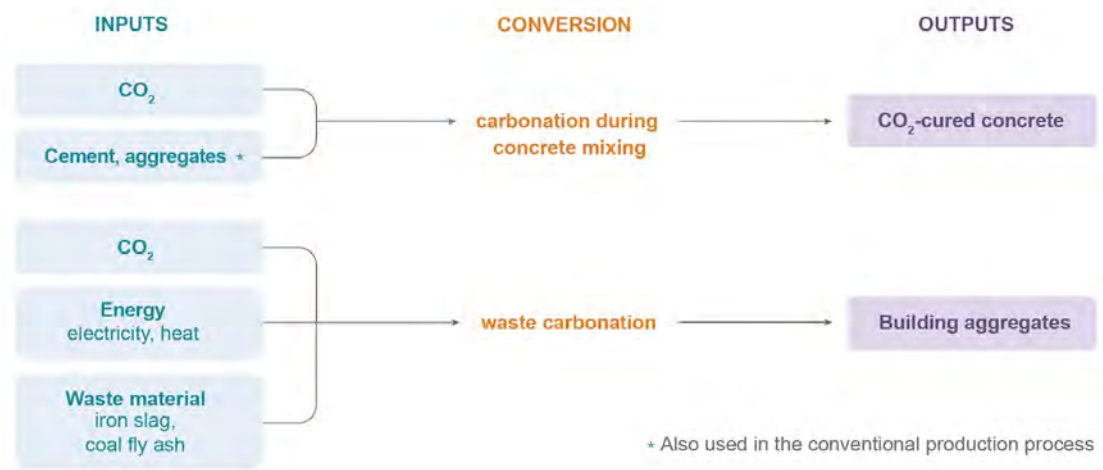 INPUTS
CONVERSION
OUTPUTS
CO₂
Cement, aggregates *
carbonation during
concrete mixing
CO₂-cured concrete
CO₂
Energy
electricity, heat
Waste material
iron slag,
coal fly ash
waste carbonation
Building aggregates
* Also used in the conventional production process